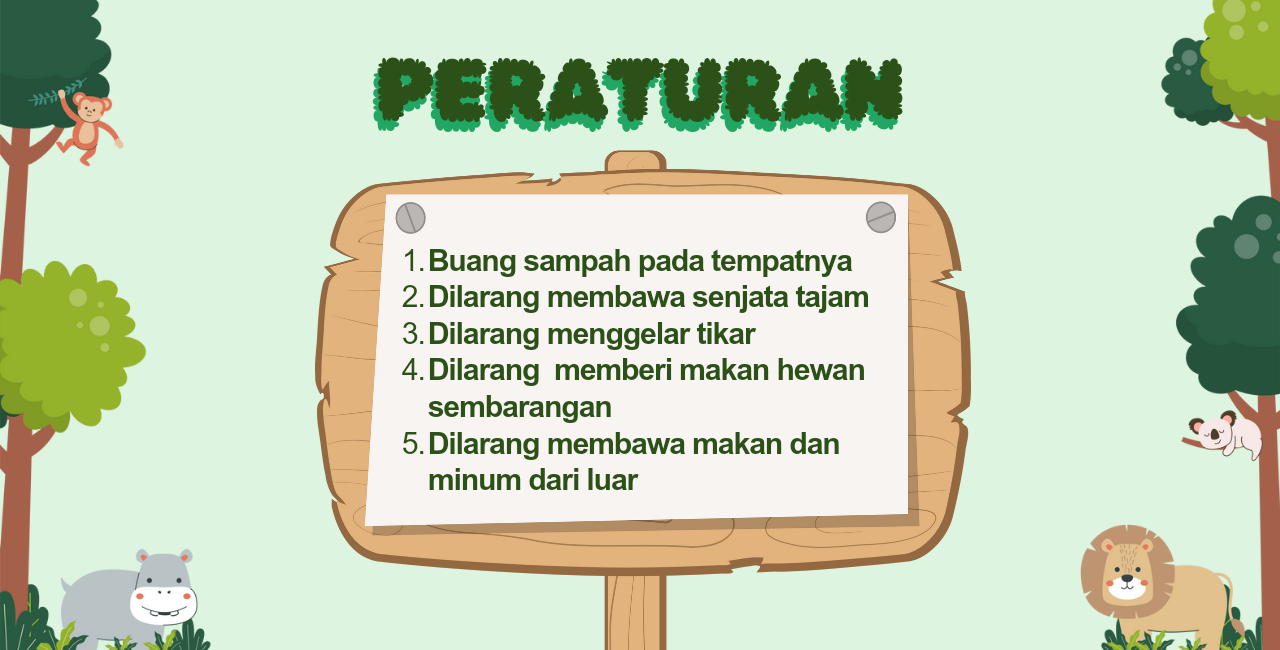 PERATURAN
1. Buang sampah pada tempatnya
2. Dilarang membawa senjata tajam
3. Dilarang menggelar tikar
4. Dilarang  memberi makan hewan
sembarangan
5. Dilarang membawa makan dan
minum dari luar